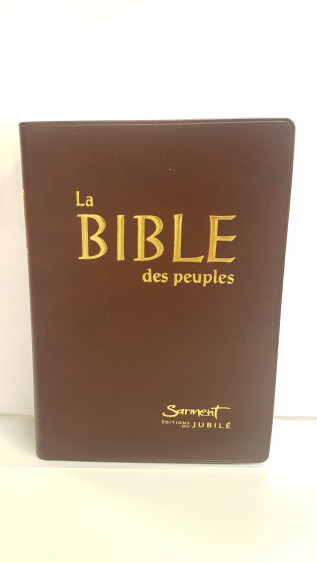 La
BIBLE
des peuples
Sarment
ÉDITIONS DU JUBILÉ